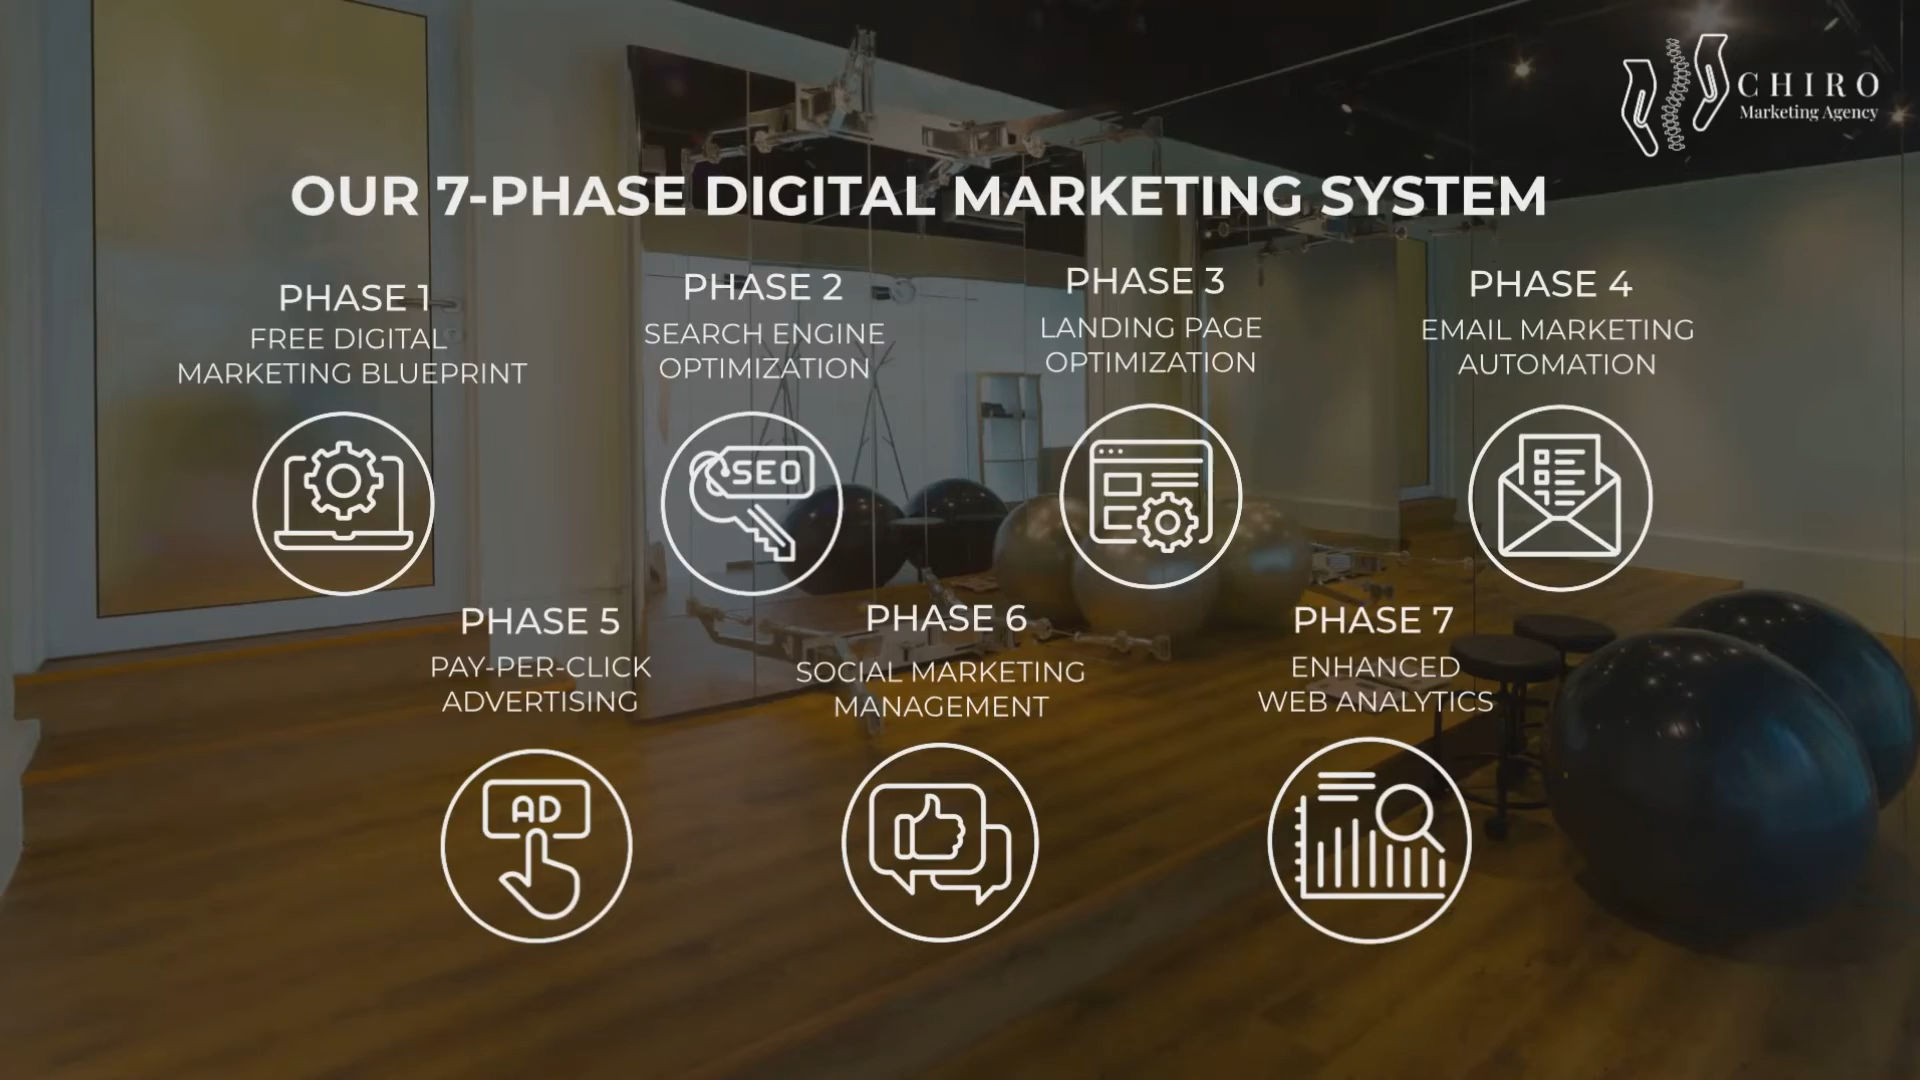 CHIRO
Marketing Agency
OUR 7-PHASE DIGITAL MARKETING SYSTEM
PHASE 1
FREE DIGITAL
MARKETING BLUEPRINT
PHASE 2
SEARCH ENGINE
OPTIMIZATION
SEO
PHASE 3
LANDING PAGE
OPTIMIZATION
PHASE 4
EMAIL MARKETING
AUTOMATION
PHASE 5
PAY-PER-CLICK
ADVERTISING
AD
PHASE 6
SOCIAL MARKETING
MANAGEMENT
PHASE 7
ENHANCED
WEB ANALYTICS